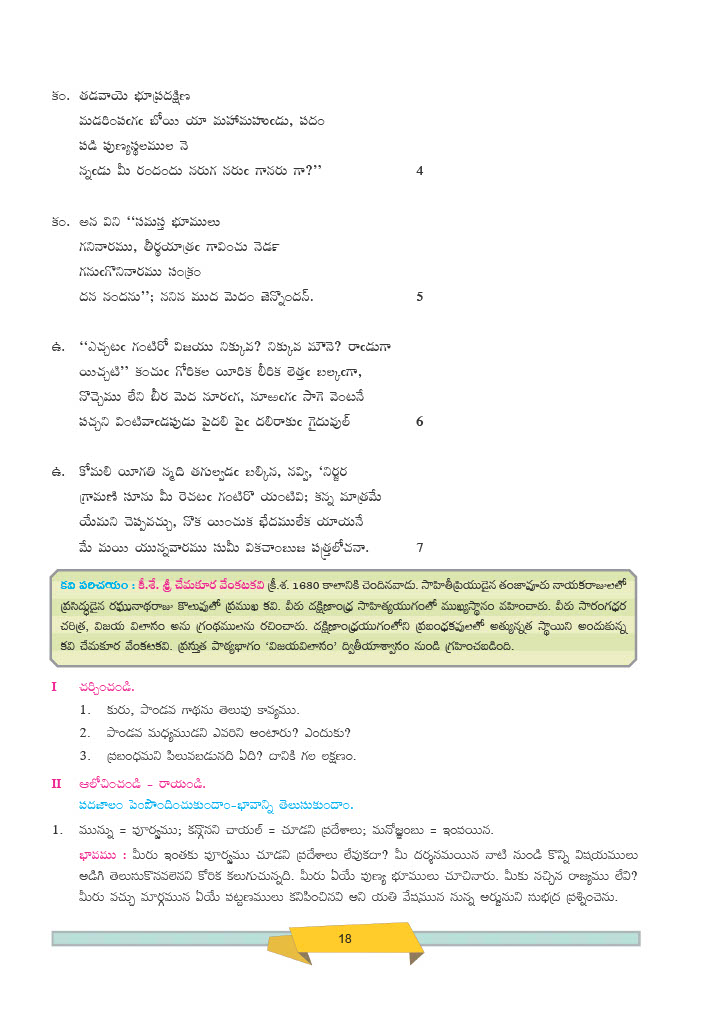 కం. తడవాయె భూప్రదక్షిణ
మడరింపఁగఁ బోయి యా మహామహుఁడు, పదం
పడి పుణ్యస్థలముల నె
న్నఁడు మీ రందందు నరుగ నరుఁ గానరు గా?’’ 4
కం. అన విని ‘‘సమస్త భూములు
గనినారము, తీర్థయాత్రఁ గావించు నెడన్
గనుఁగొనినారము సంక్రం
దన నందను’’; ననిన ముద మెదం జెన్నొందన్. 5
ఉ. ‘‘ఎచ్చటఁ గంటిరో విజయు నిక్కువ? నిక్కువ మౌనె? రాఁడుగా
యిచ్చటి’’ కంచుఁ గోరికల యీరిక లీరిక లెత్తఁ బల్కఁగా,
నొచ్చెము లేని బీర మెద నూరఁగ, నూఱఁగఁ సాగె వెంటనే
పచ్చని వింటివాఁడపుడు పైదలి పైఁ దలిరాకుఁ గైదువుల్ 6
ఉ. కోమలి యీగతి న్మది తగుల్వడఁ బల్కిన, నవ్వి, ‘నిర్జర
గ్రామణి సూను మీ రెచటఁ గంటిరొ యంటివి; కన్న మాత్రమే
యేమని చెప్పవచ్చు, నొక యించుక భేదములేక యాయనే
మే మయి యున్నవారము సుమీ వికచాంబుజ పత్రలోచనా. 7
కవి పరిచయం : కీ.శే. శ్రీ చేమకూర వేంకటకవి క్రీ.శ. 1680 కాలానికి చెందినవాడు. సాహితీప్రియుడైన తంజావూరు నాయకరాజులలో
ప్రసిద్ధుడైన రఘునాథరాజు కొలువులో ప్రముఖ కవి. వీరు దక్షిణాంధ్ర సాహిత్యయుగంలో ముఖ్యస్థానం వహించారు. వీరు సారంగధర
చరిత్ర, విజయ విలాసం అను గ్రంథములను రచించారు. దక్షిణాంధ్రయుగంలోని ప్రబంధకవులలో అత్యున్నత స్థాయిని అందుకున్న
కవి చేమకూర వేంకటకవి. ప్రస్తుత పాఠ్యభాగం ‘విజయవిలాసం’ ద్వితీయాశ్వాసం నుండి గ్రహించబడింది.
I చర్చించండి.
1. కురు, పాండవ గాథను తెలువు కావ్యము.
2. పాండవ మధ్యముడని ఎవరిని అంటారు? ఎందుకు?
3. ప్రబంధమని పిలువబడునది ఏది? దానికి గల లక్షణం.
II ఆలోచించండి - రాయండి.
పదజాలం పెంపొందించుకుందాం-భావాన్ని తెలుసుకుందాం.
1. మున్ను = పూర్వము; కన్గొనని చాయల్ = చూడని ప్రదేశాలు; మనోజ్ఞంబు = ఇంపయిన.
భావము : మీరు ఇంతకు పూర్వము చూడని ప్రదేశాలు లేవుకదా? మీ దర్శనమయిన నాటి నుండి కొన్ని విషయములు
అడిగి తెలుసుకొనవలెనని కోరిక కలుగుచున్నది. మీరు ఏయే పుణ్య భూములు చూచినారు. మీకు నచ్చిన రాజ్యము లేవి?
మీరు వచ్చు మార్గమున ఏయే పట్టణములు కనిపించినవి అని యతి వేషమున నున్న అర్జునుని సుభద్ర ప్రశ్నించెను.
18